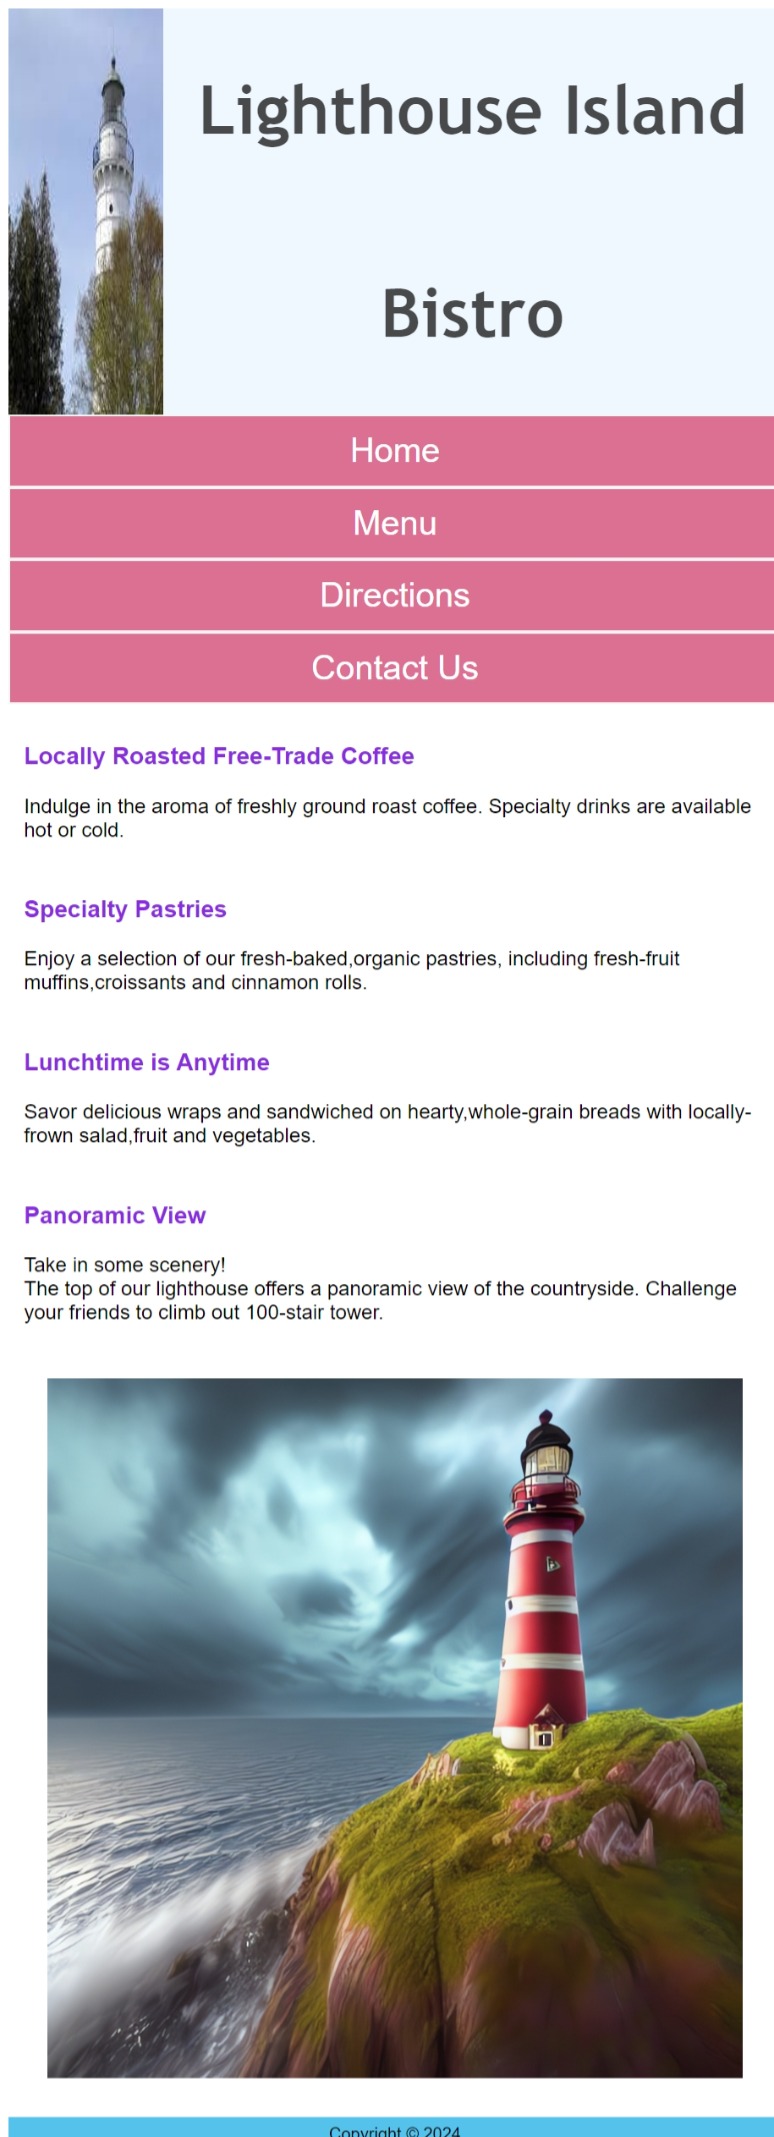 Lighthouse Island
Bistro
Home
Menu
Directions
Contact Us
Locally Roasted Free-Trade Coffee
Indulge in the aroma of freshly ground roast coffee. Specialty drinks are available
hot or cold.
Specialty Pastries
Enjoy a selection of our fresh-baked,organic pastries, including fresh-fruit
muffins,croissants and cinnamon rolls.
Lunchtime is Anytime
Savor delicious wraps and sandwiched on hearty,whole-grain breads with locally-
frown salad,fruit and vegetables.
Panoramic View
Take in some scenery!
The top of our lighthouse offers a panoramic view of the countryside. Challenge
your friends to climb out 100-stair tower.
Copyright © 2024